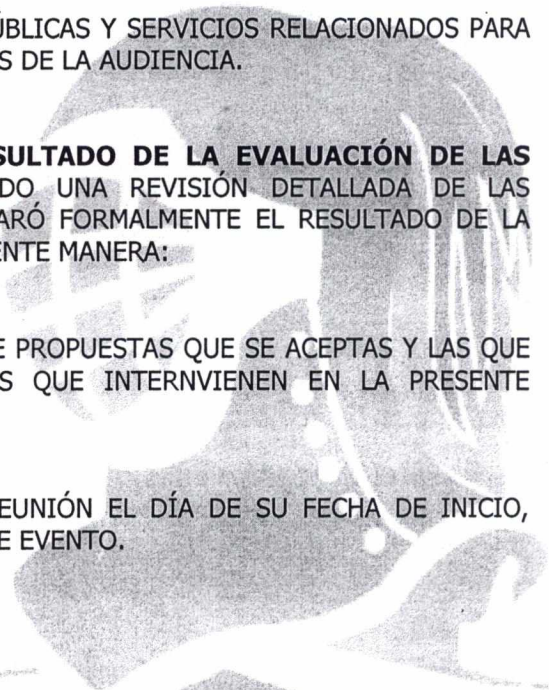 ÚBLICAS Y SERVICIOS RELACIONADOS PARA
S DE LA AUDIENCIA.
SULTADO DE LA EVALUACIÓN DE LAS
DO UNA REVISIÓN DETALLADA DE LAS
ARÓ FORMALMENTE EL RESULTADO DE LA
ENTE MANERA:
E PROPUESTAS QUE SE ACEPTAS Y LAS QUE
S QUE INTERNVIENEN EN LA PRESENTE
EUNIÓN EL DÍA DE SU FECHA DE INICIO,
E EVENTO.